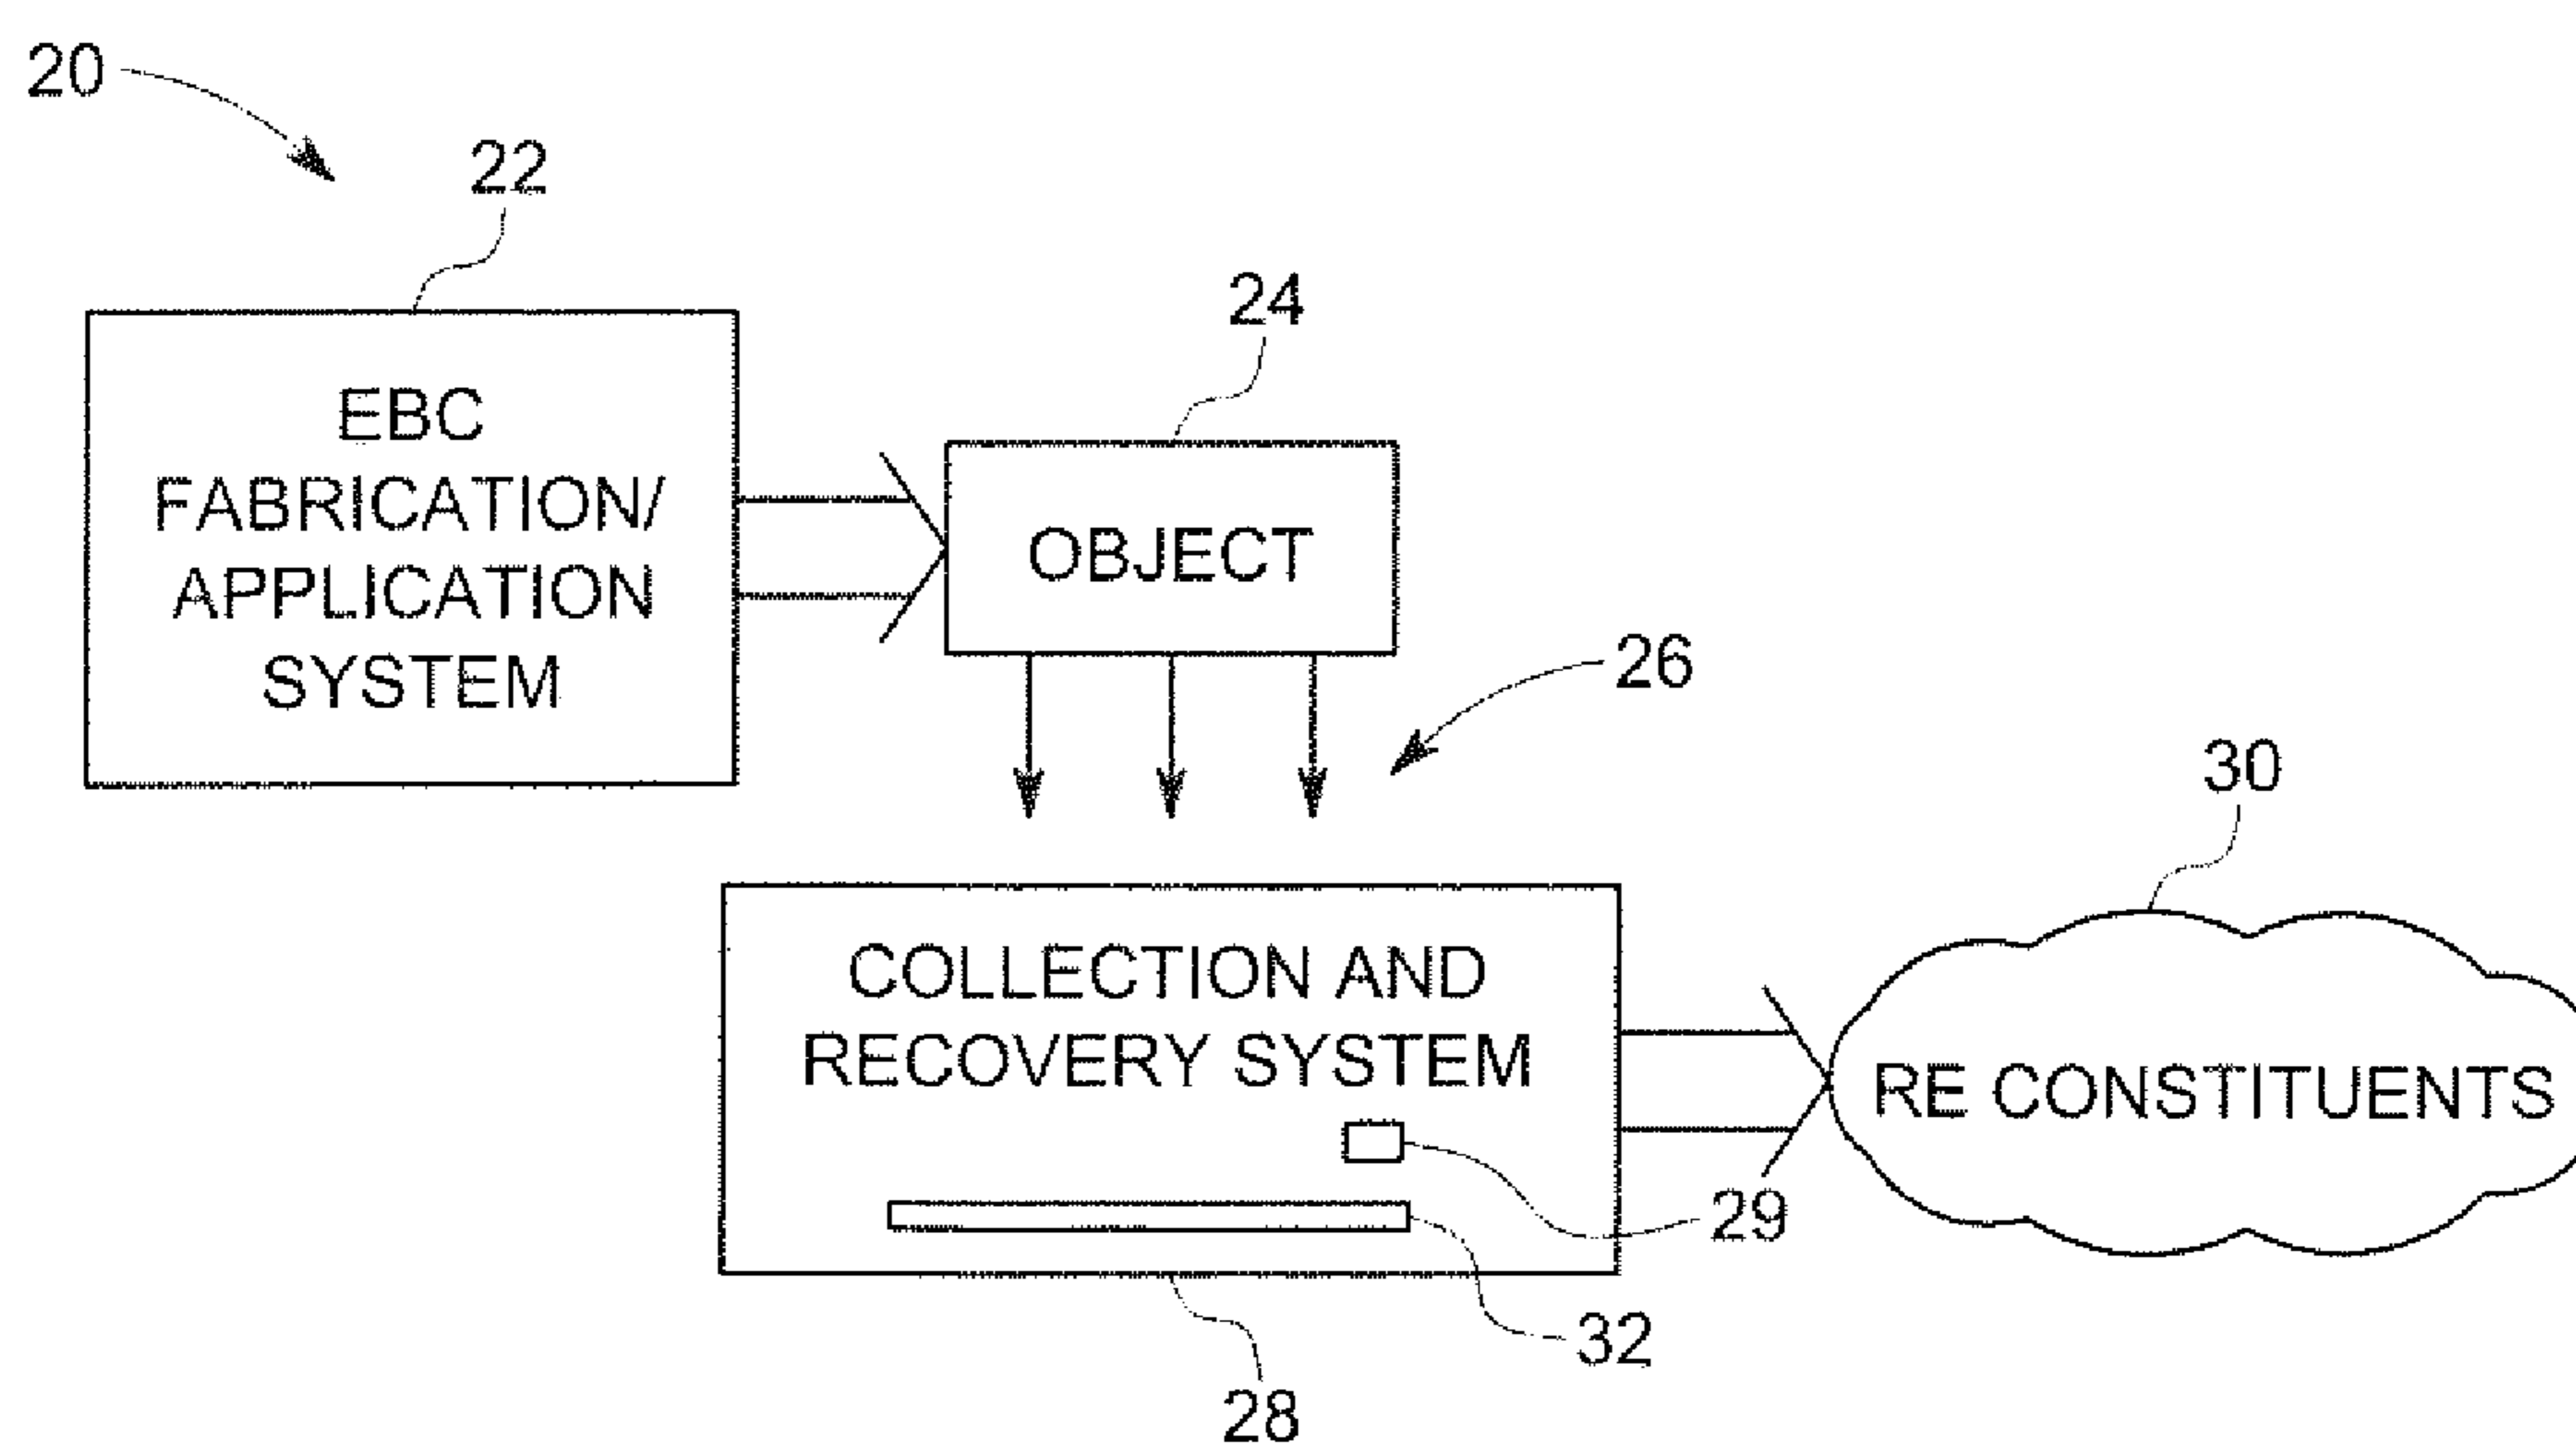 20
22
EBC
FABRICATION/
APPLICATION
SYSTEM
24
OBJECT
26
30
COLLECTION AND
RECOVERY SYSTEM
RE CONSTITUENTS
29
32
28